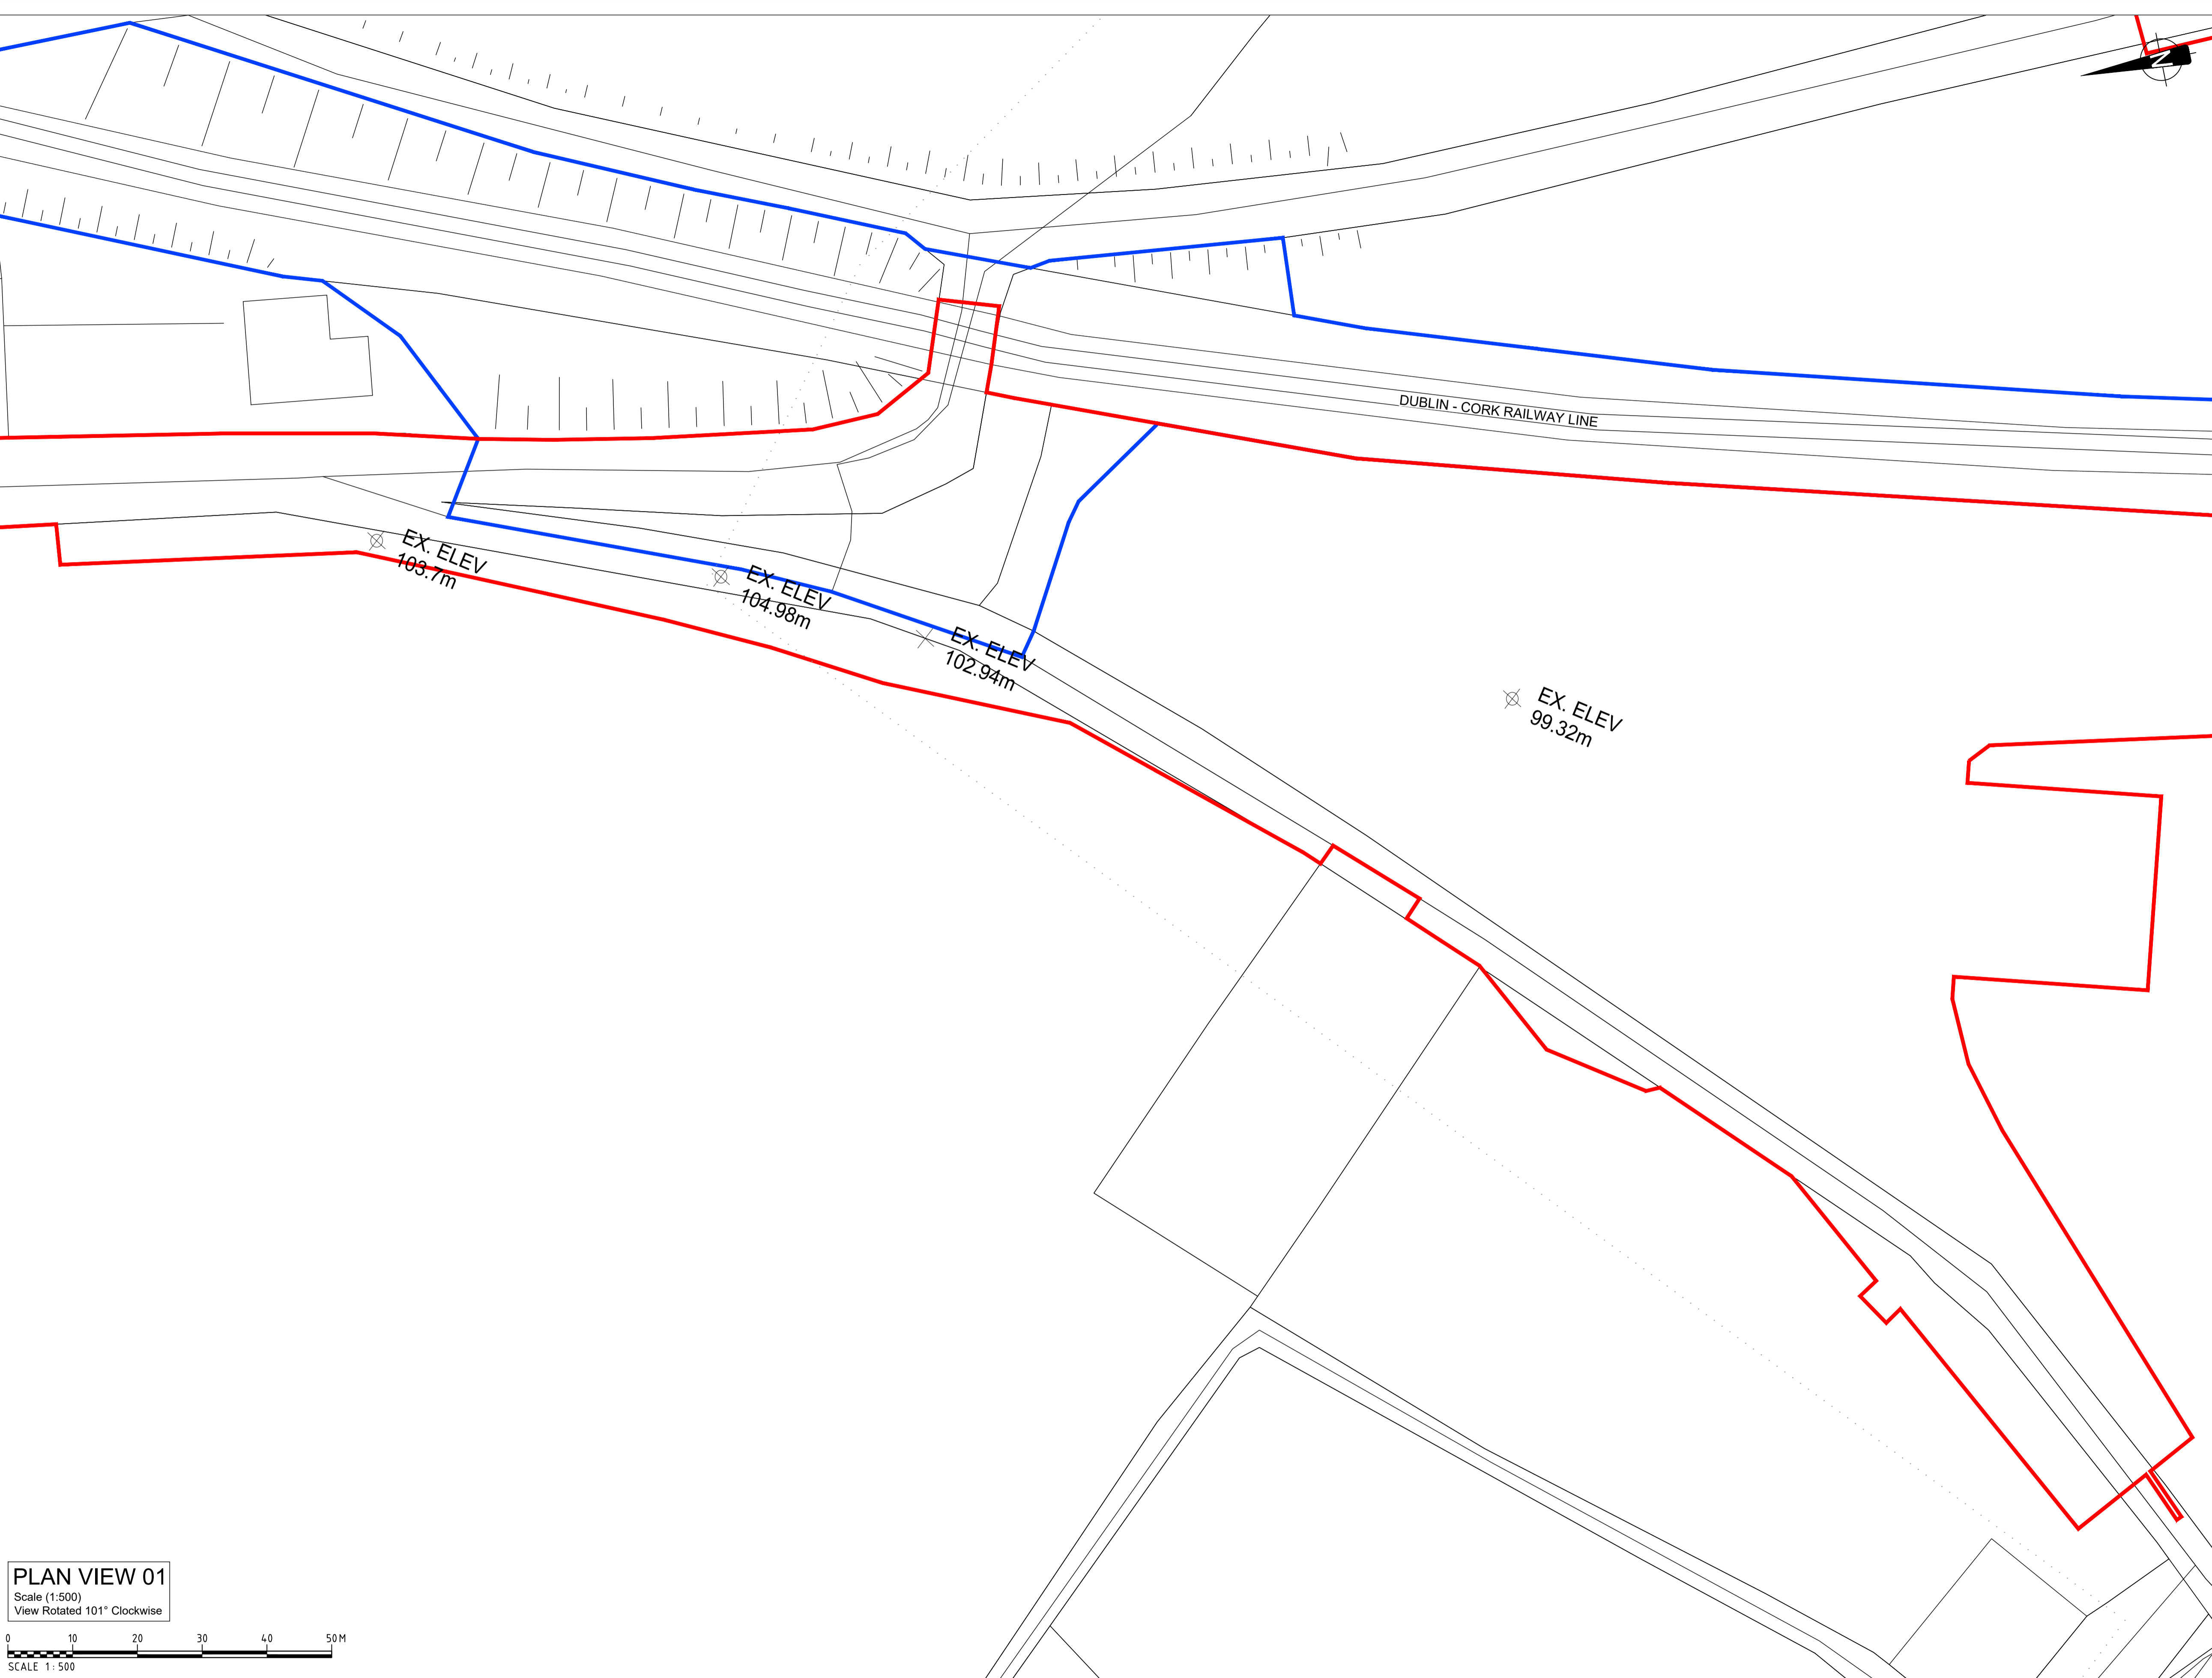 N
DUBLIN - CORK RAILWAY LINE
EX. ELEV
103.7m
EX. ELEV
104.98m
EX. ELEV
102.94m
EX. ELEV
99.32m
PLAN VIEW 01
Scale (1:500)
View Rotated 101° Clockwise
0 10 20 30 40 50 M
SCALE 1:500